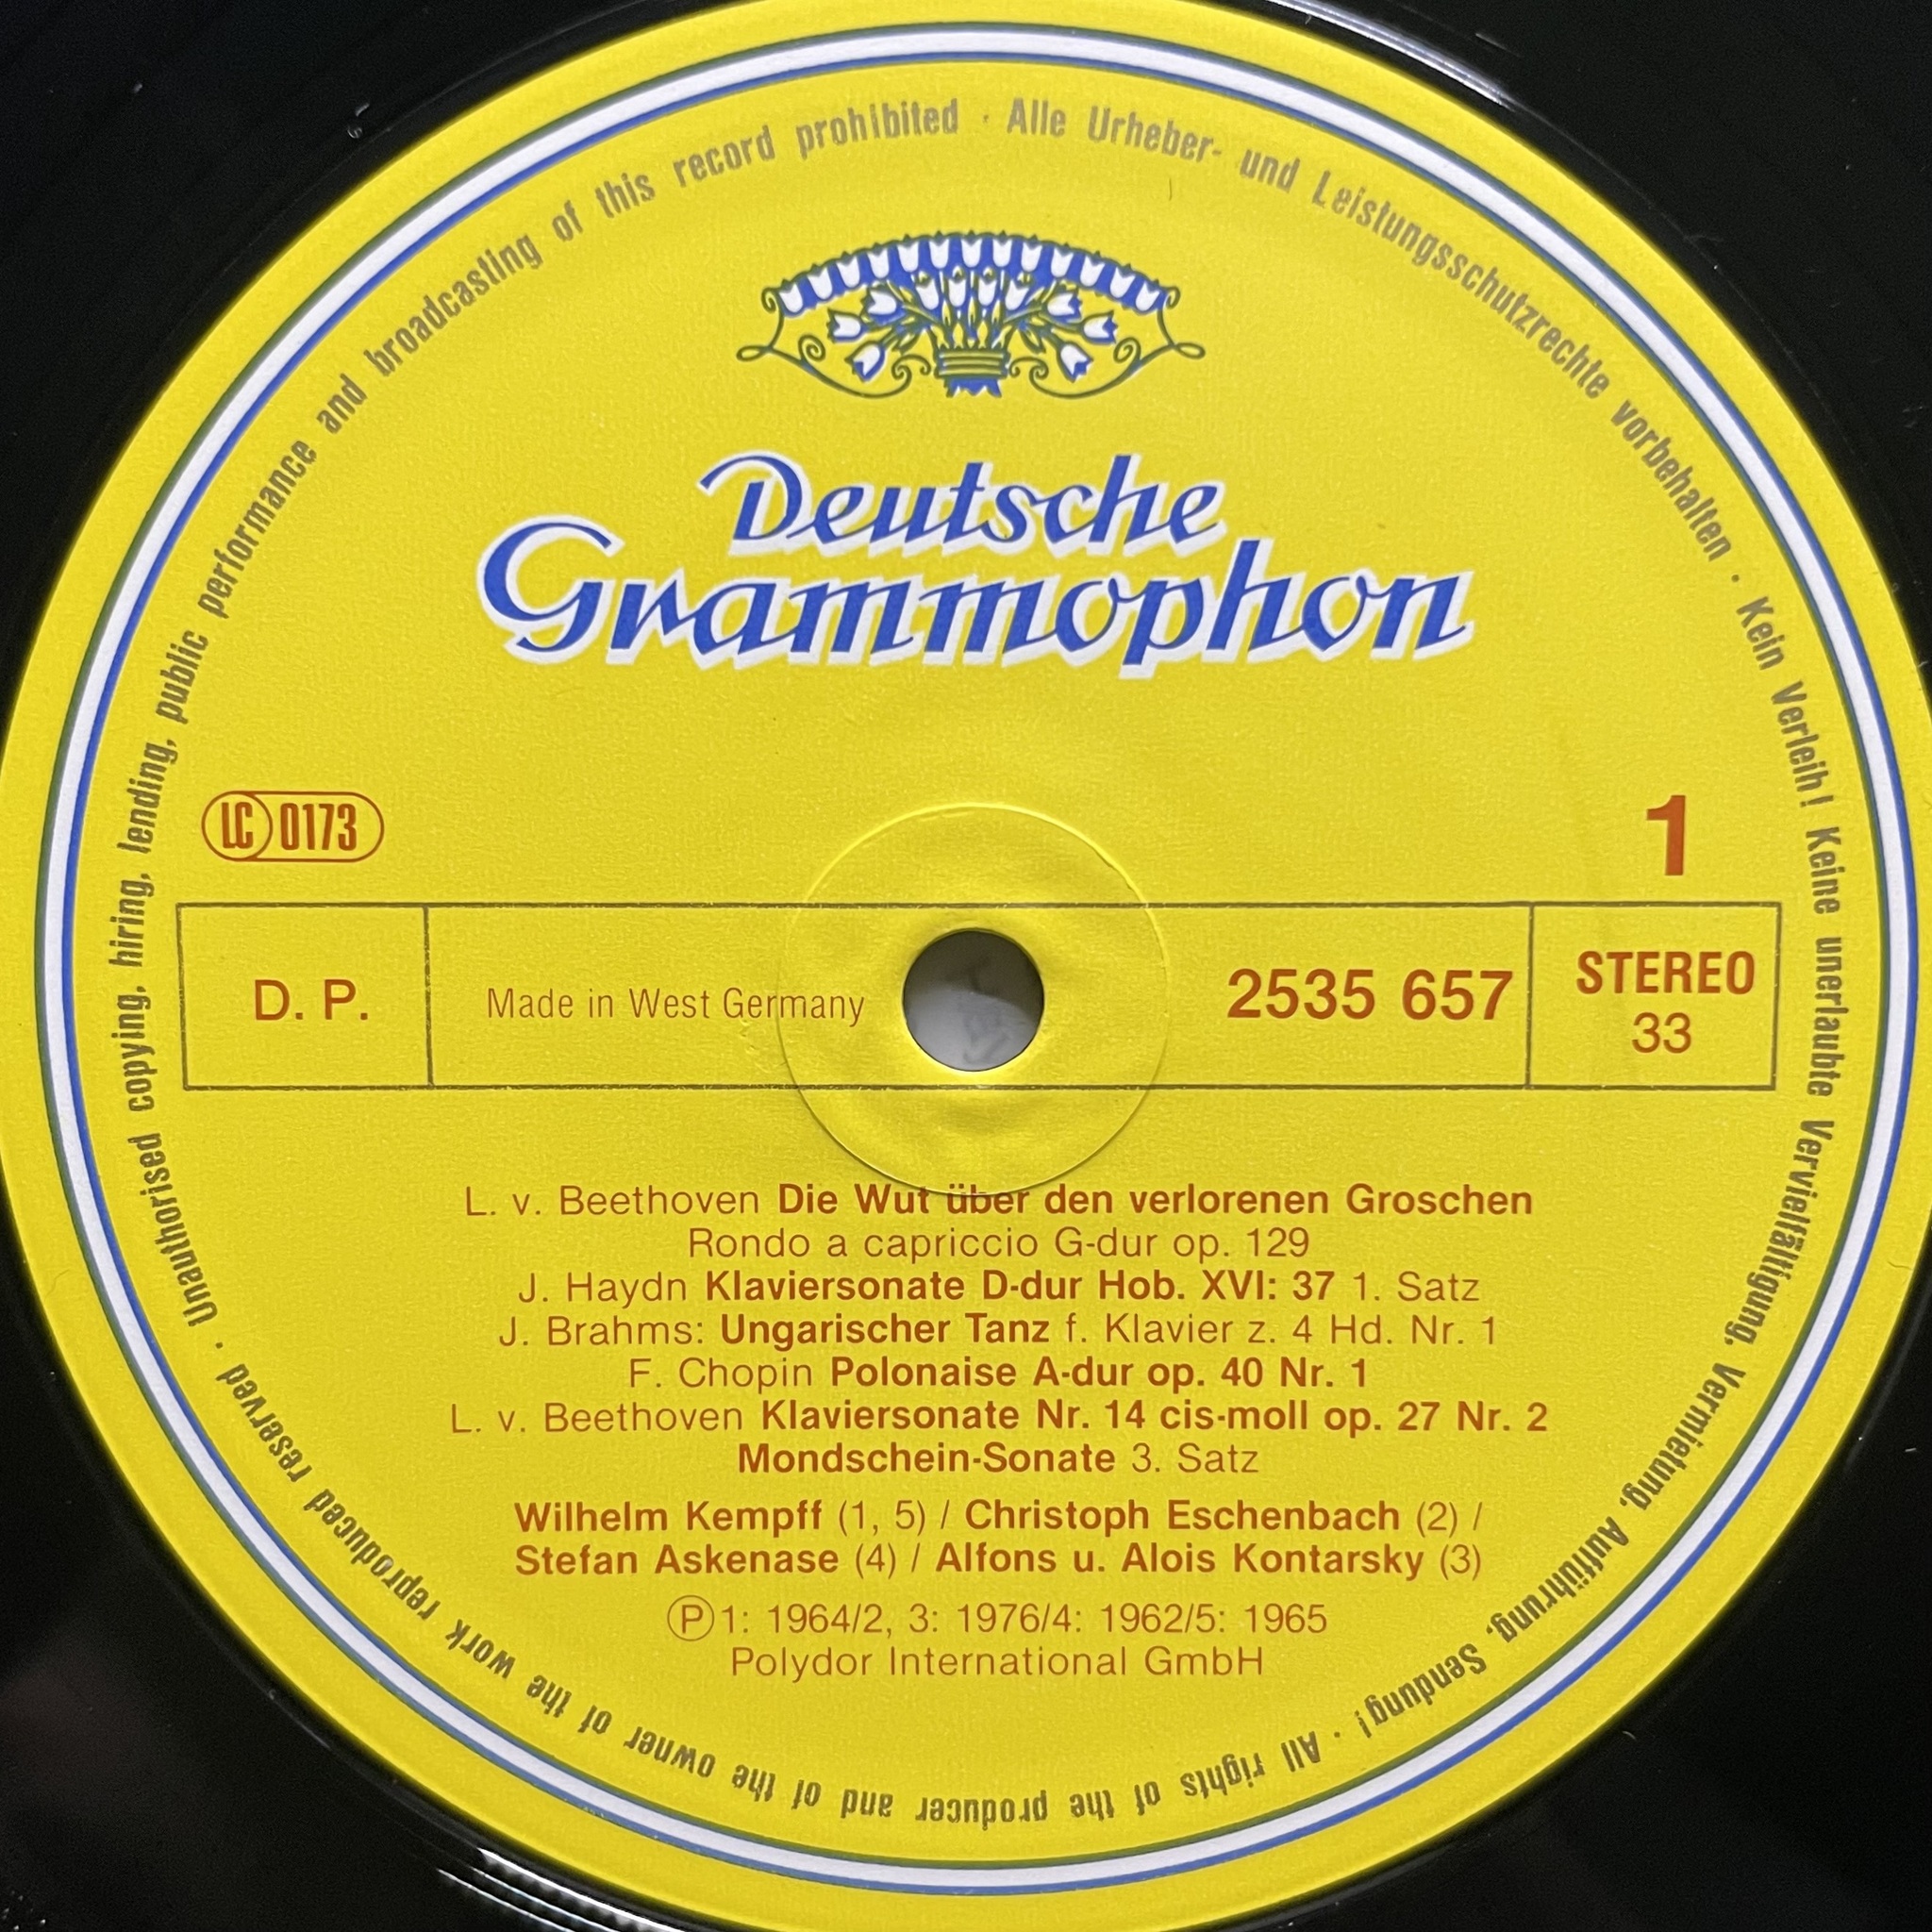 Unauthorised copying, hiring, lending, public performance and broadcasting of this record prohibited · Alle Urheber- und Leistungsschutzrechte vorbehalten · Kein Verleih! Keine unerlaubte Vervielfältigung, Vermietung, Aufführung, Sendung! · All rights of the producer and of the owner of the work reproduced reserved ·
Deutsche
Grammophon
LC 0173
1
D. P.
Made in West Germany
2535 657
STEREO
33
L. v. Beethoven Die Wut über den verlorenen Groschen
Rondo a capriccio G-dur op. 129
J. Haydn Klaviersonate D-dur Hob. XVI: 37 1. Satz
J. Brahms: Ungarischer Tanz f. Klavier z. 4 Hd. Nr. 1
F. Chopin Polonaise A-dur op. 40 Nr. 1
L. v. Beethoven Klaviersonate Nr. 14 cis-moll op. 27 Nr. 2
Mondschein-Sonate 3. Satz
Wilhelm Kempff (1, 5) / Christoph Eschenbach (2) /
Stefan Askenase (4) / Alfons u. Alois Kontarsky (3)
Ⓟ1: 1964/2, 3: 1976/4: 1962/5: 1965
Polydor International GmbH